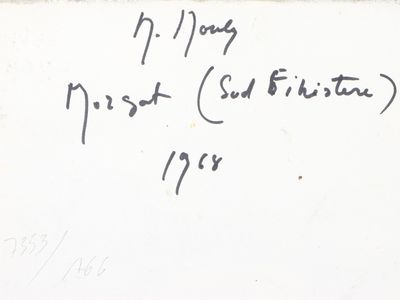 M. Mouly
Morgat (Sud Finistère)
1968
7353/
A66